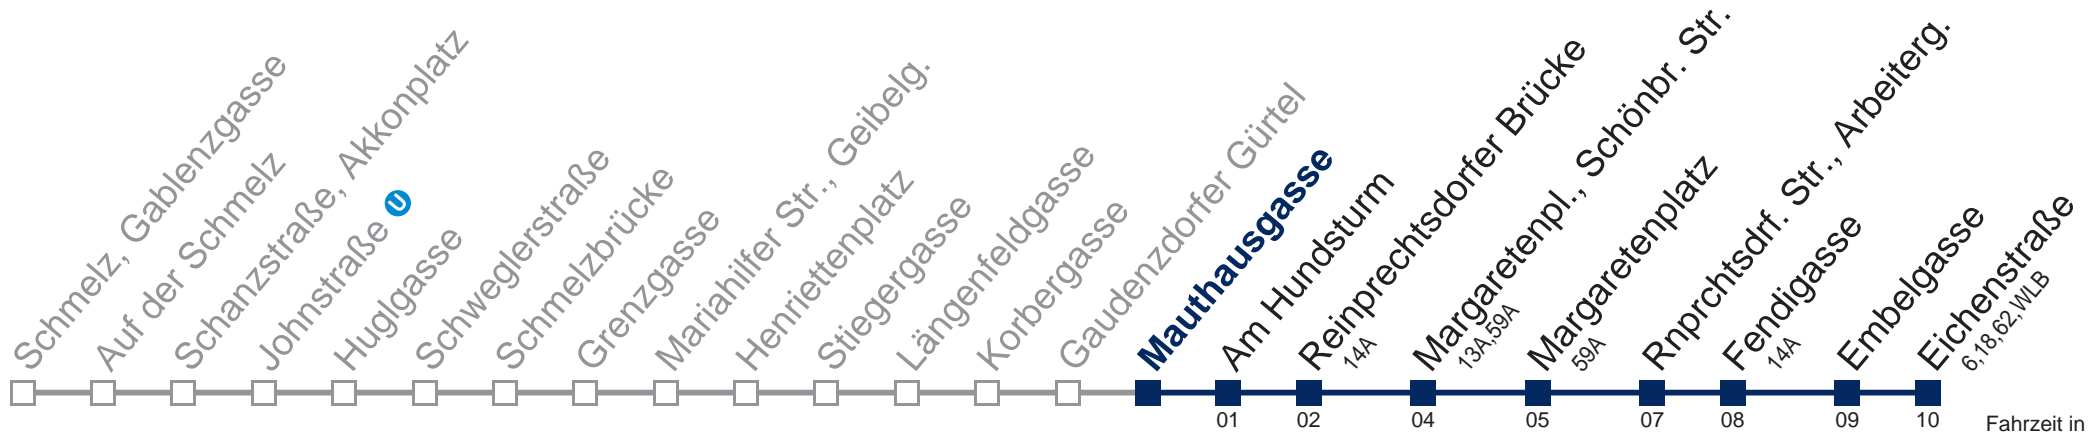 Schmelz, Gablenzgasse
Auf der Schmelz
Schanzstraße, Akkonplatz
Johnstraße U
Huglgasse
Schweglerstraße
Schmelzbrücke
Grenzgasse
Mariahilfer Str., Geibelg.
Henriettenplatz
Stiegergasse
Längenfeldgasse
Korbergasse
Gaudenzdorfer Gürtel
Mauthausgasse
Am Hundsturm
Reinprechtsdorfer Brücke
14A
Margaretenpl., Schönbr. Str.
13A,59A
Margaretenplatz
59A
Rnprchtsdrf. Str., Arbeiterg.
Fendigasse
14A
Embelgasse
Eichenstraße
6,18,62,WLB
01 02 04 05 07 08 09 10
Fahrzeit in